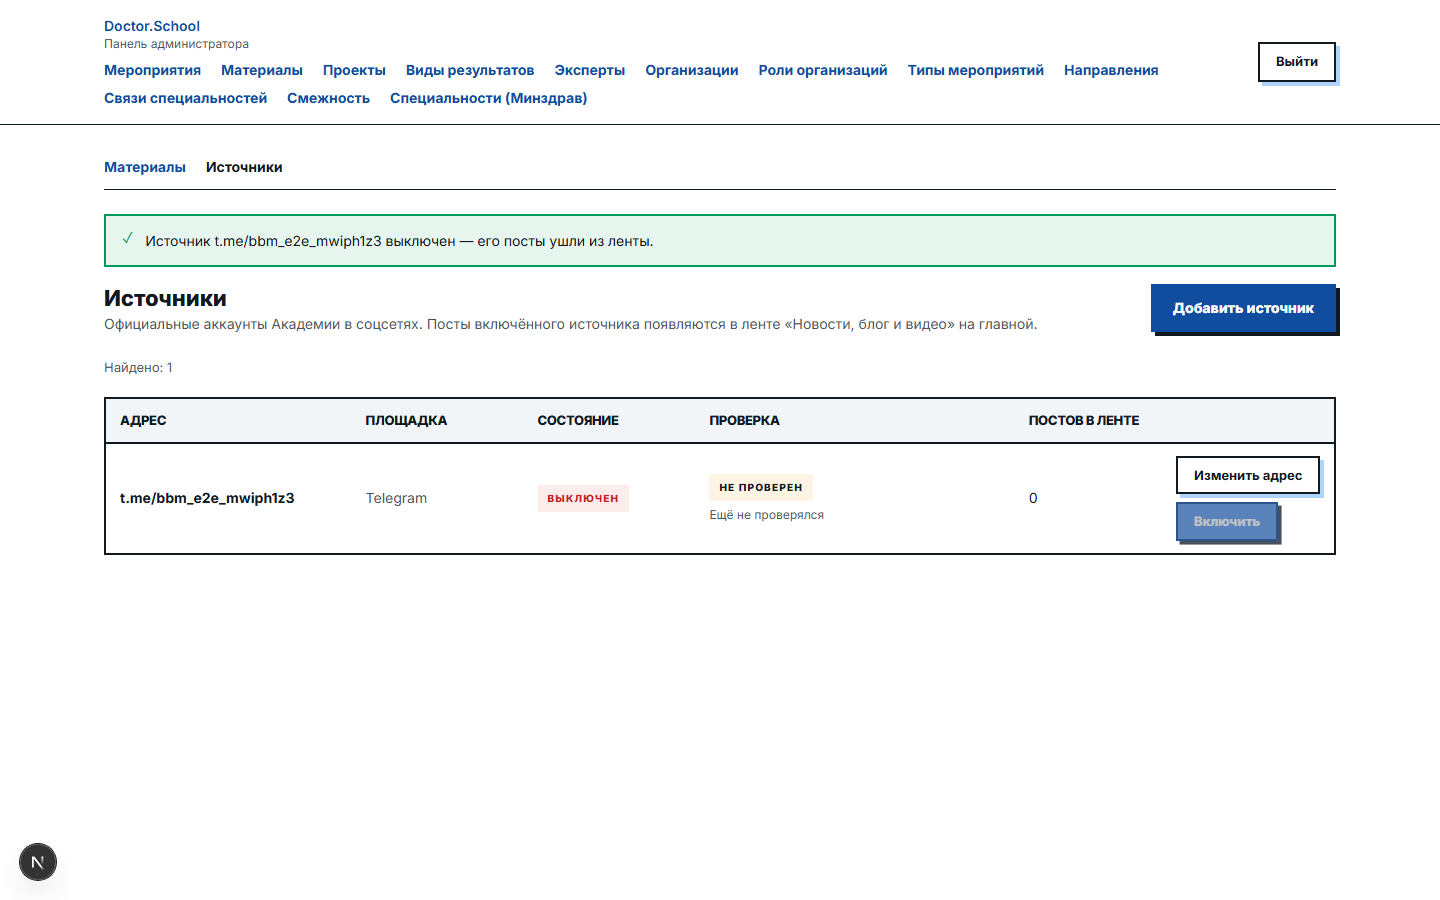 Doctor.School
Панель администратора
Мероприятия Материалы Проекты Виды результатов Эксперты Организации Роли организаций Типы мероприятий Направления
Связи специальностей Смежность Специальности (Минздрав)
Выйти
Материалы Источники
✓ Источник t.me/bbm_e2e_mwiph1z3 выключен — его посты ушли из ленты.
Источники
Официальные аккаунты Академии в соцсетях. Посты включённого источника появляются в ленте «Новости, блог и видео» на главной.
Добавить источник
Найдено: 1
АДРЕС ПЛОЩАДКА СОСТОЯНИЕ ПРОВЕРКА ПОСТОВ В ЛЕНТЕ
t.me/bbm_e2e_mwiph1z3 Telegram ВЫКЛЮЧЕН НЕ ПРОВЕРЕН
Ещё не проверялся
0
Изменить адрес
Включить
N